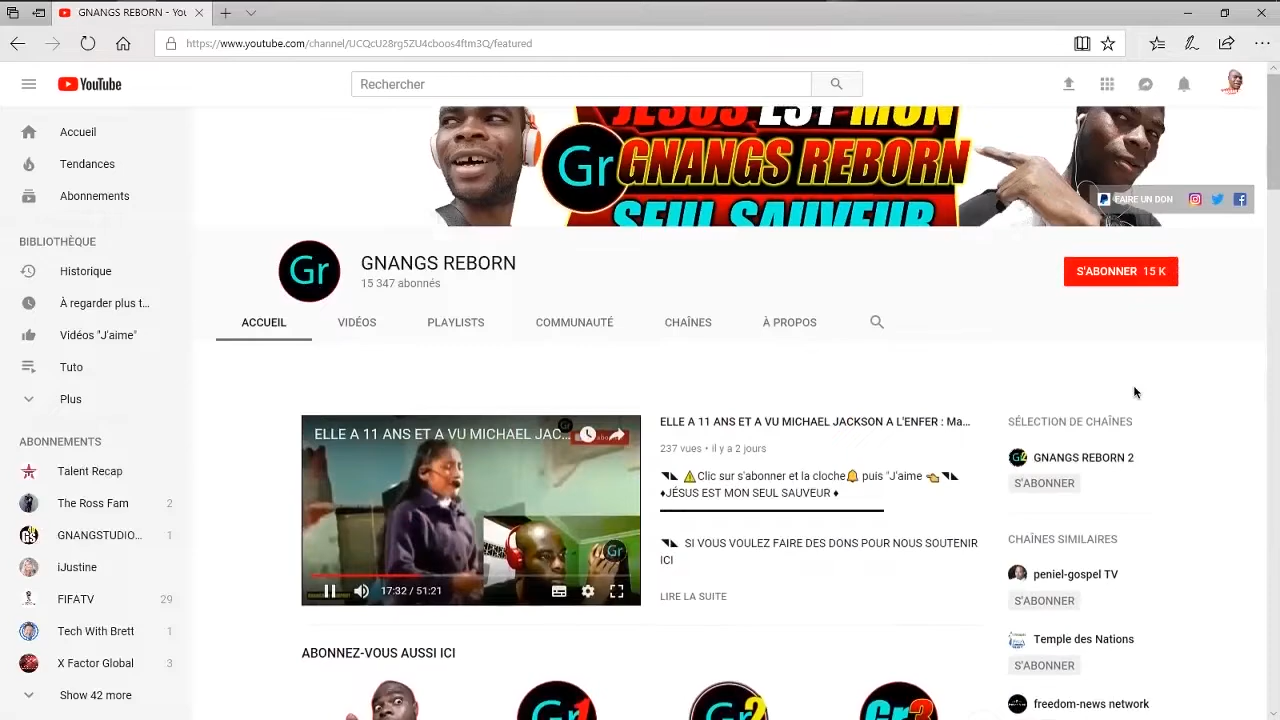 GNANGS REBORN - You
https://www.youtube.com/channel/UCQcU28rg5ZU4cboos4ftm3Q/featured
YouTube
Rechercher
Accueil
Tendances
Abonnements
BIBLIOTHÈQUE
Historique
À regarder plus t...
Vidéos "J'aime"
Tuto
Plus
ABONNEMENTS
Talent Recap
The Ross Fam 2
GNANGSTUDIO... 1
iJustine
FIFATV 29
Tech With Brett 1
X Factor Global 3
Show 42 more
JESUS EST MON
Gr GNANGS REBORN
SEUL SAUVEUR
FAIRE UN DON
Gr
GNANGS REBORN
15 347 abonnés
S'ABONNER 15 K
ACCUEIL VIDÉOS PLAYLISTS COMMUNAUTÉ CHAÎNES À PROPOS
ELLE A 11 ANS ET A VU MICHAEL JAC...
Gr
17:32 / 51:21
ELLE A 11 ANS ET A VU MICHAEL JACKSON A L'ENFER : Ma...
237 vues • il y a 2 jours
◥◣ ⚠Clic sur s'abonner et la cloche🔔 puis "J'aime 👈◥◣
♦JÉSUS EST MON SEUL SAUVEUR ♦
◥◣ SI VOUS VOULEZ FAIRE DES DONS POUR NOUS SOUTENIR
ICI
LIRE LA SUITE
ABONNEZ-VOUS AUSSI ICI
Gr1
Gr2
Gr3
SÉLECTION DE CHAÎNES
GNANGS REBORN 2
S'ABONNER
CHAÎNES SIMILAIRES
peniel-gospel TV
S'ABONNER
Temple des Nations
S'ABONNER
freedom-news network